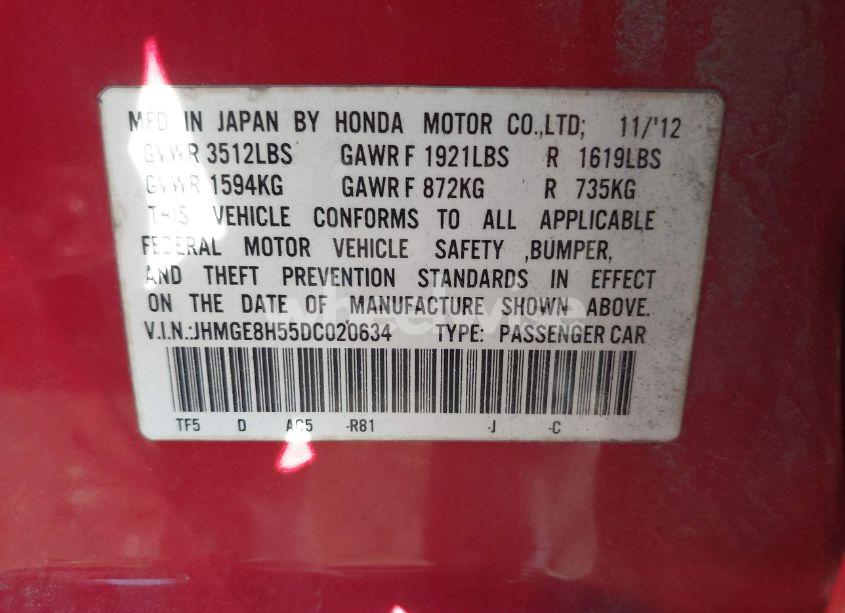 MFD IN JAPAN BY HONDA MOTOR CO.,LTD; 11/'12
GVWR 3512LBS GAWR F 1921LBS R 1619LBS
GVWR 1594KG GAWR F 872KG R 735KG
THIS VEHICLE CONFORMS TO ALL APPLICABLE
FEDERAL MOTOR VEHICLE SAFETY ,BUMPER,
AND THEFT PREVENTION STANDARDS IN EFFECT
ON THE DATE OF MANUFACTURE SHOWN ABOVE.
V.I.N.:JHMGE8H55DC020634 TYPE: PASSENGER CAR
TF5 D AC5 -R81 -J -C